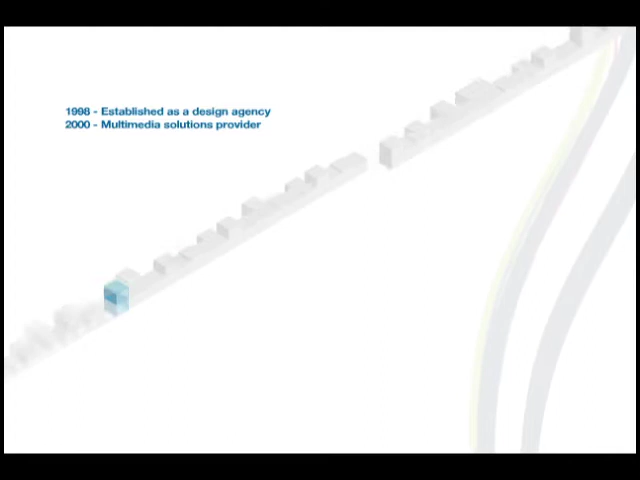 1998 - Established as a design agency
2000 - Multimedia solutions provider